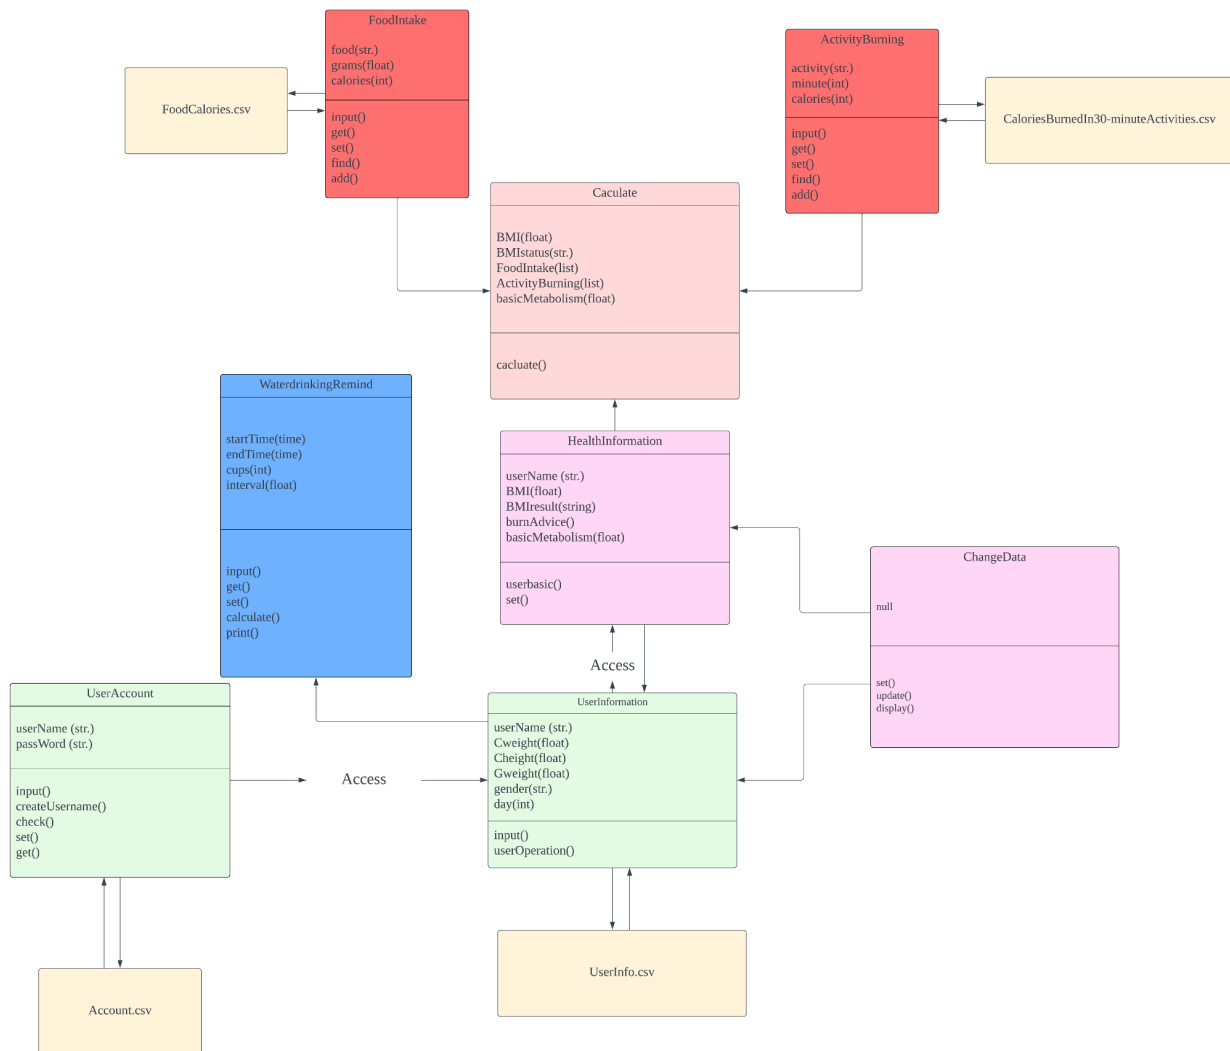 FoodIntake
food(str.)
grams(float)
calories(int)
input()
get()
set()
find()
add()
FoodCalories.csv
ActivityBurning
activity(str.)
minute(int)
calories(int)
input()
get()
set()
find()
add()
CaloriesBurnedIn30-minuteActivities.csv
Caculate
BMI(float)
BMIstatus(str.)
FoodIntake(list)
ActivityBurning(list)
basicMetabolism(float)
cacluate()
WaterdrinkingRemind
startTime(time)
endTime(time)
cups(int)
interval(float)
input()
get()
set()
calculate()
print()
HealthInformation
userName (str.)
BMI(float)
BMIresult(string)
burnAdvice()
basicMetabolism(float)
userbasic()
set()
ChangeData
null
set()
update()
display()
Access
UserAccount
userName (str.)
passWord (str.)
input()
createUsername()
check()
set()
get()
Access
UserInformation
userName (str.)
Cweight(float)
Cheight(float)
Gweight(float)
gender(str.)
day(int)
input()
userOperation()
UserInfo.csv
Account.csv